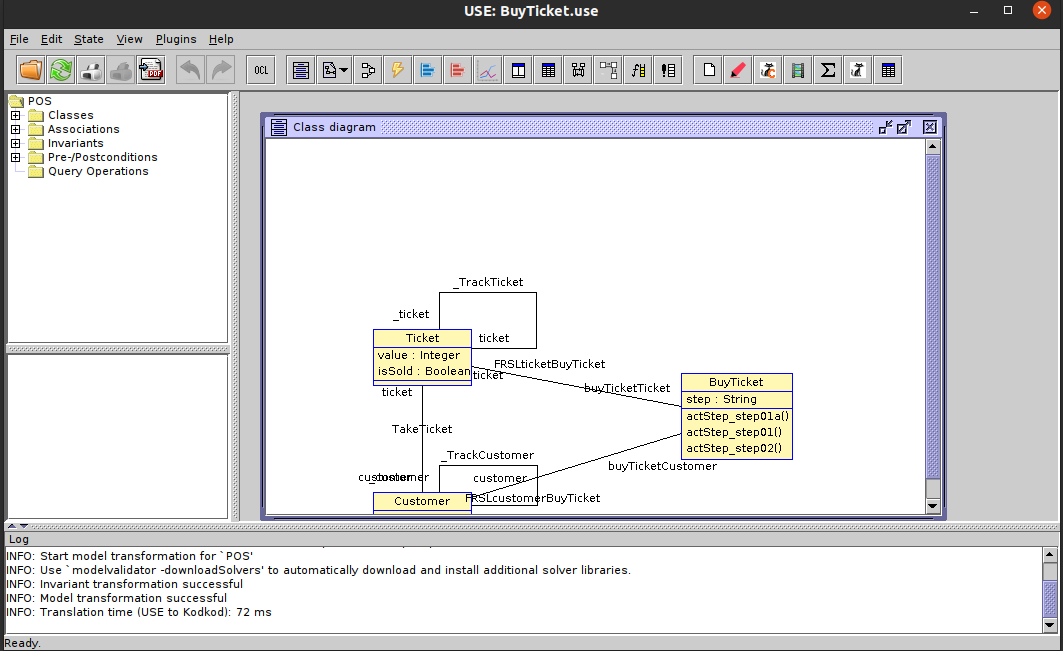 USE: BuyTicket.use
File Edit State View Plugins Help
PDF
OCL
POS
Classes
Associations
Invariants
Pre-/Postconditions
Query Operations
Class diagram
_TrackTicket
_ticket
Ticket
ticket
value : Integer
isSold : Boolean
ticket
FRSLticketBuyTicket
buyTicketTicket
BuyTicket
step : String
actStep_step01a()
actStep_step01()
actStep_step02()
ticket
TakeTicket
_TrackCustomer
buyTicketCustomer
customer
_customer
customer
Customer
FRSLcustomerBuyTicket
Log
INFO: Start model transformation for `POS'
INFO: Use `modelvalidator -downloadSolvers' to automatically download and install additional solver libraries.
INFO: Invariant transformation successful
INFO: Model transformation successful
INFO: Translation time (USE to Kodkod): 72 ms
Ready.